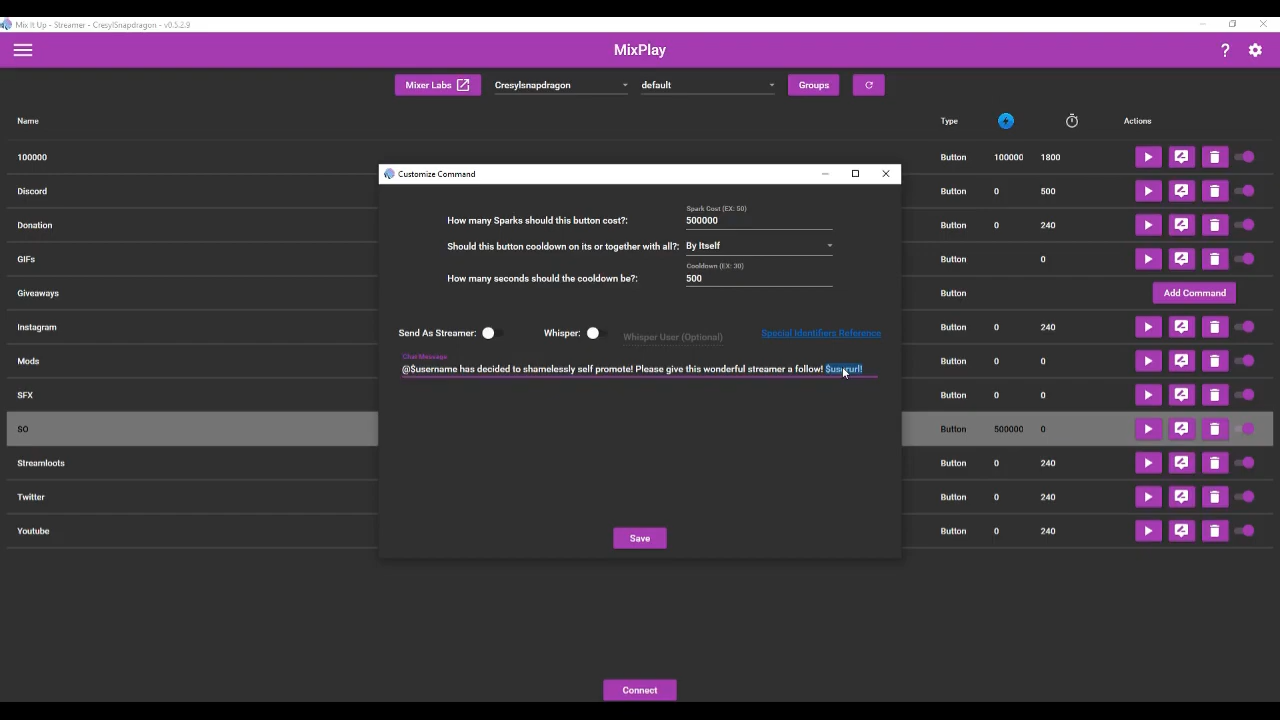 Mix It Up - Streamer - CresylSnapdragon - v0.5.2.9
MixPlay
?
Mixer Labs Cresylsnapdragon default Groups
Name Type Actions
100000 Button 100000 1800
Customize Command
Discord Button 0 500
Spark Cost (EX: 50)
How many Sparks should this button cost?: 500000
Donation Button 0 240
Should this button cooldown on its or together with all?: By Itself
GIFs Button 0
Cooldown (EX: 30)
How many seconds should the cooldown be?: 500
Giveaways Button Add Command
Instagram Button 0 240
Send As Streamer: Whisper: Whisper User (Optional) Special Identifiers Reference
Chat Message
Mods Button 0 240
@$username has decided to shamelessly self promote! Please give this wonderful streamer a follow! $userurl!
SFX Button 0 0
SO Button 500000 0
Streamloots Button 0 240
Twitter Button 0 240
Youtube Button 0 240
Save
Connect